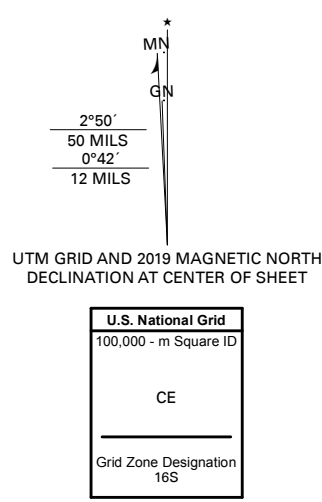 MN
GN
2°50´
50 MILS
0°42´
12 MILS
UTM GRID AND 2019 MAGNETIC NORTH
DECLINATION AT CENTER OF SHEET
U.S. National Grid
100,000 - m Square ID
CE
Grid Zone Designation
16S